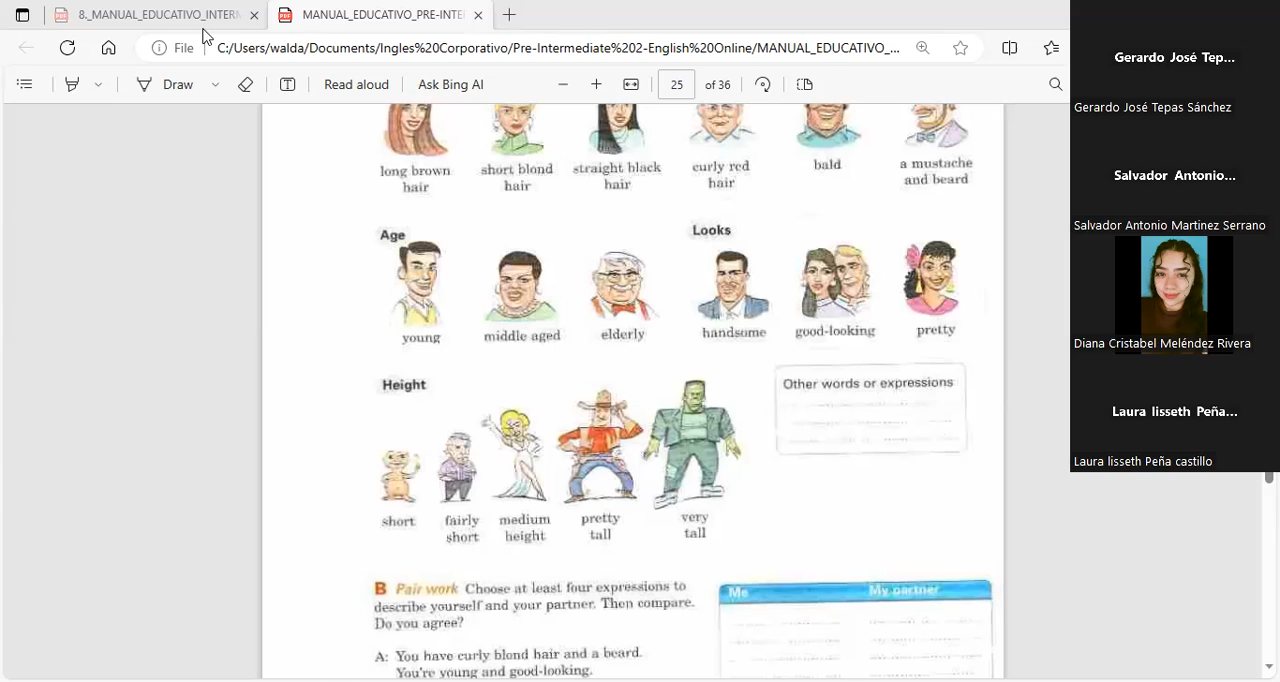 8._MANUAL_EDUCATIVO_INTERN
MANUAL_EDUCATIVO_PRE-INTE
File
C:/Users/walda/Documents/Ingles%20Corporativo/Pre-Intermediate%202-English%20Online/MANUAL_EDUCATIVO_...
Draw
Read aloud
Ask Bing AI
25
of 36
long brown
hair
short blond
hair
straight black
hair
curly red
hair
bald
a mustache
and beard
Age
Looks
young
middle aged
elderly
handsome
good-looking
pretty
Height
Other words or expressions
short
fairly
short
medium
height
pretty
tall
very
tall
B Pair work Choose at least four expressions to
describe yourself and your partner. Then compare.
Do you agree?
Me
My partner
A: You have curly blond hair and a beard.
You're young and good-looking.
Gerardo José Tep...
Gerardo José Tepas Sánchez
Salvador Antonio...
Salvador Antonio Martinez Serrano
Diana Cristabel Meléndez Rivera
Laura lisseth Peña...
Laura lisseth Peña castillo